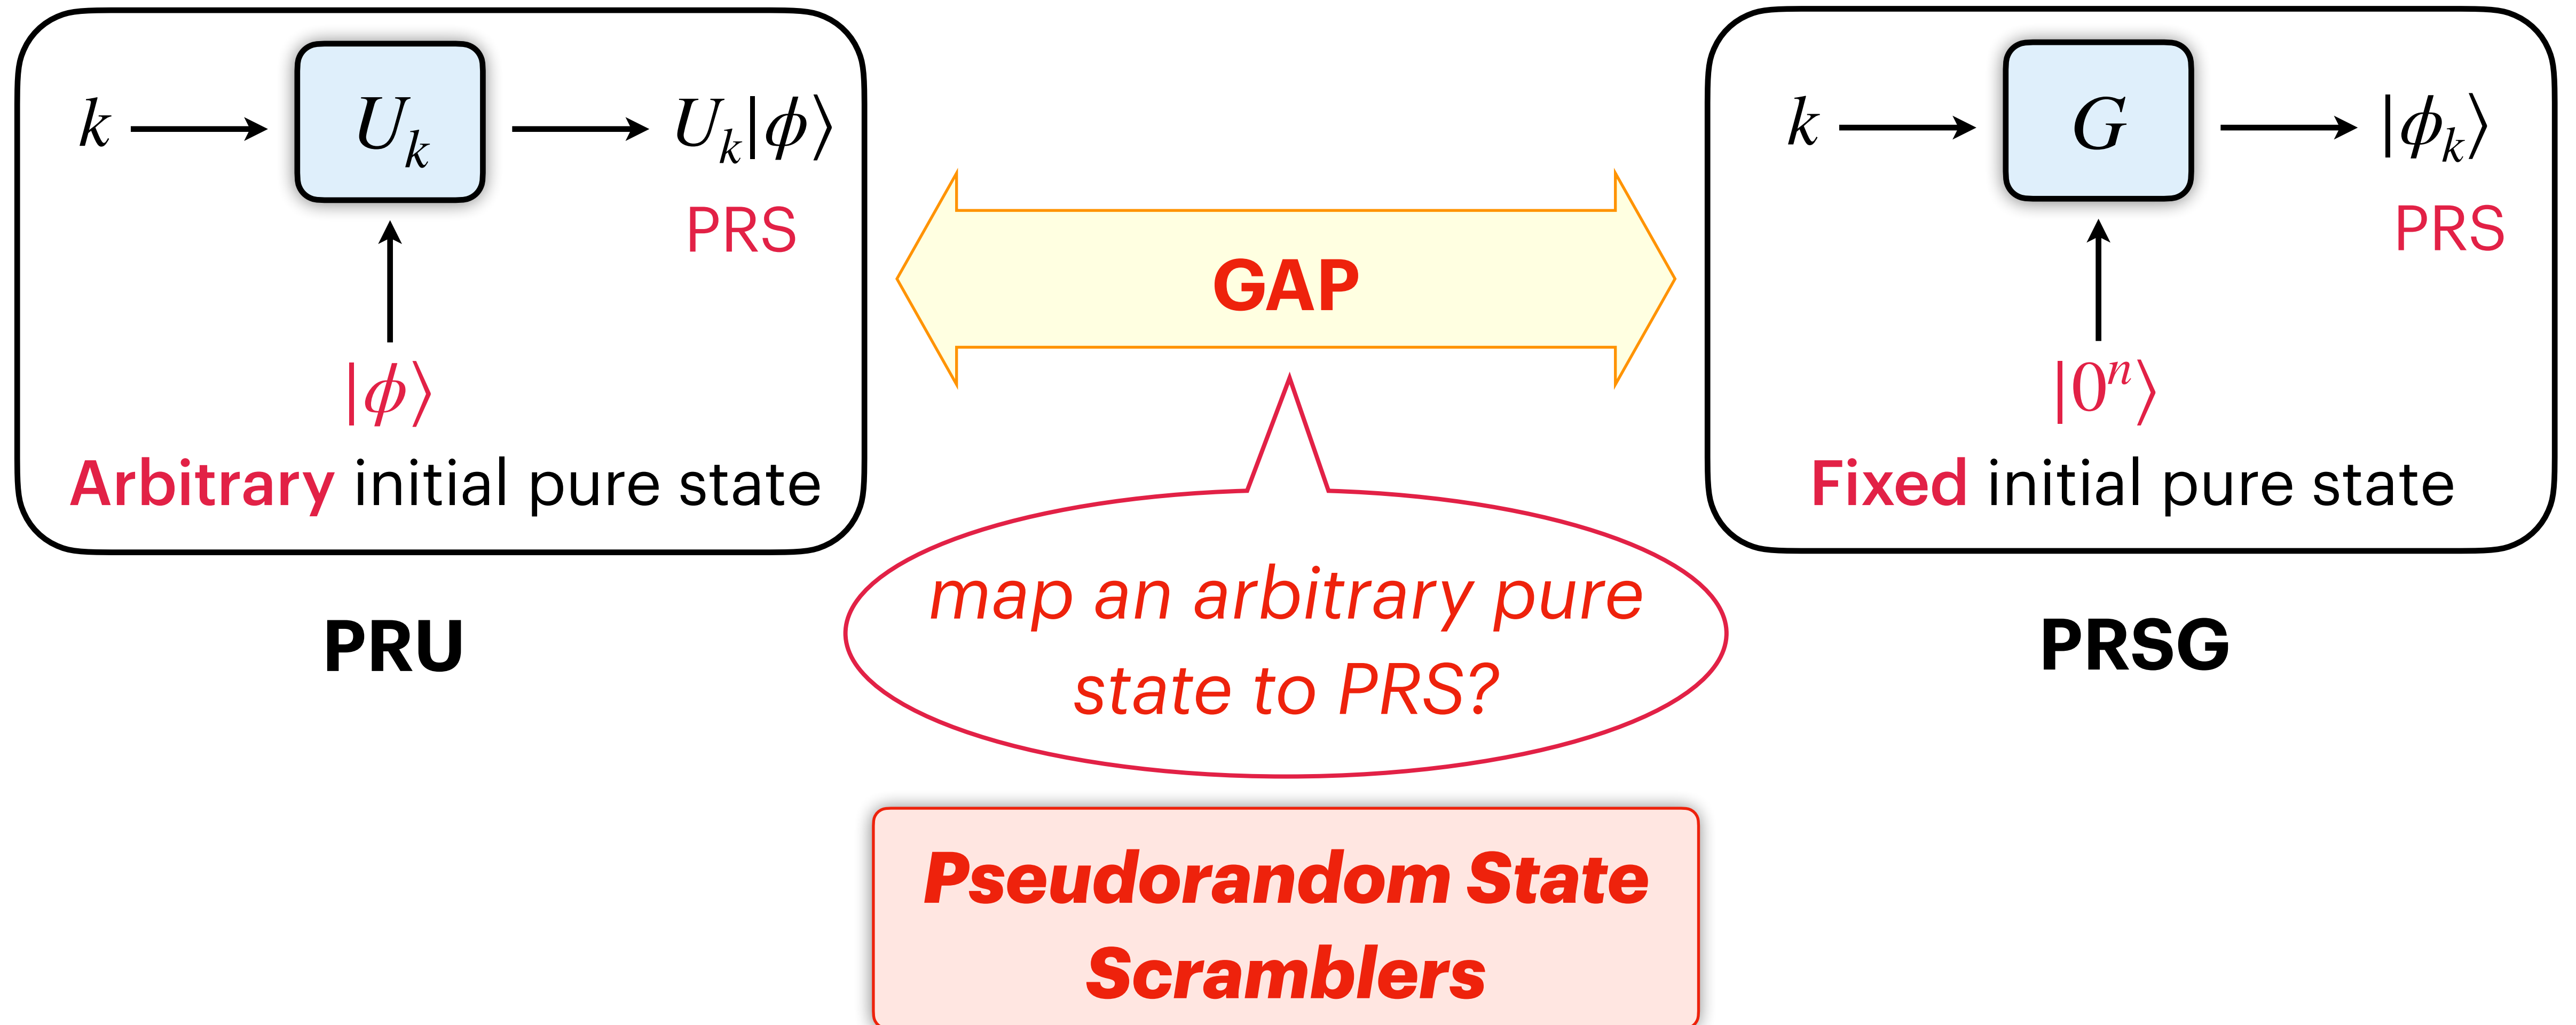 k → U_k → U_k|ϕ⟩
PRS
|ϕ⟩
Arbitrary initial pure state
PRU
GAP
map an arbitrary pure
state to PRS?
Pseudorandom State
Scramblers
k → G → |ϕ_k⟩
PRS
|0^n⟩
Fixed initial pure state
PRSG